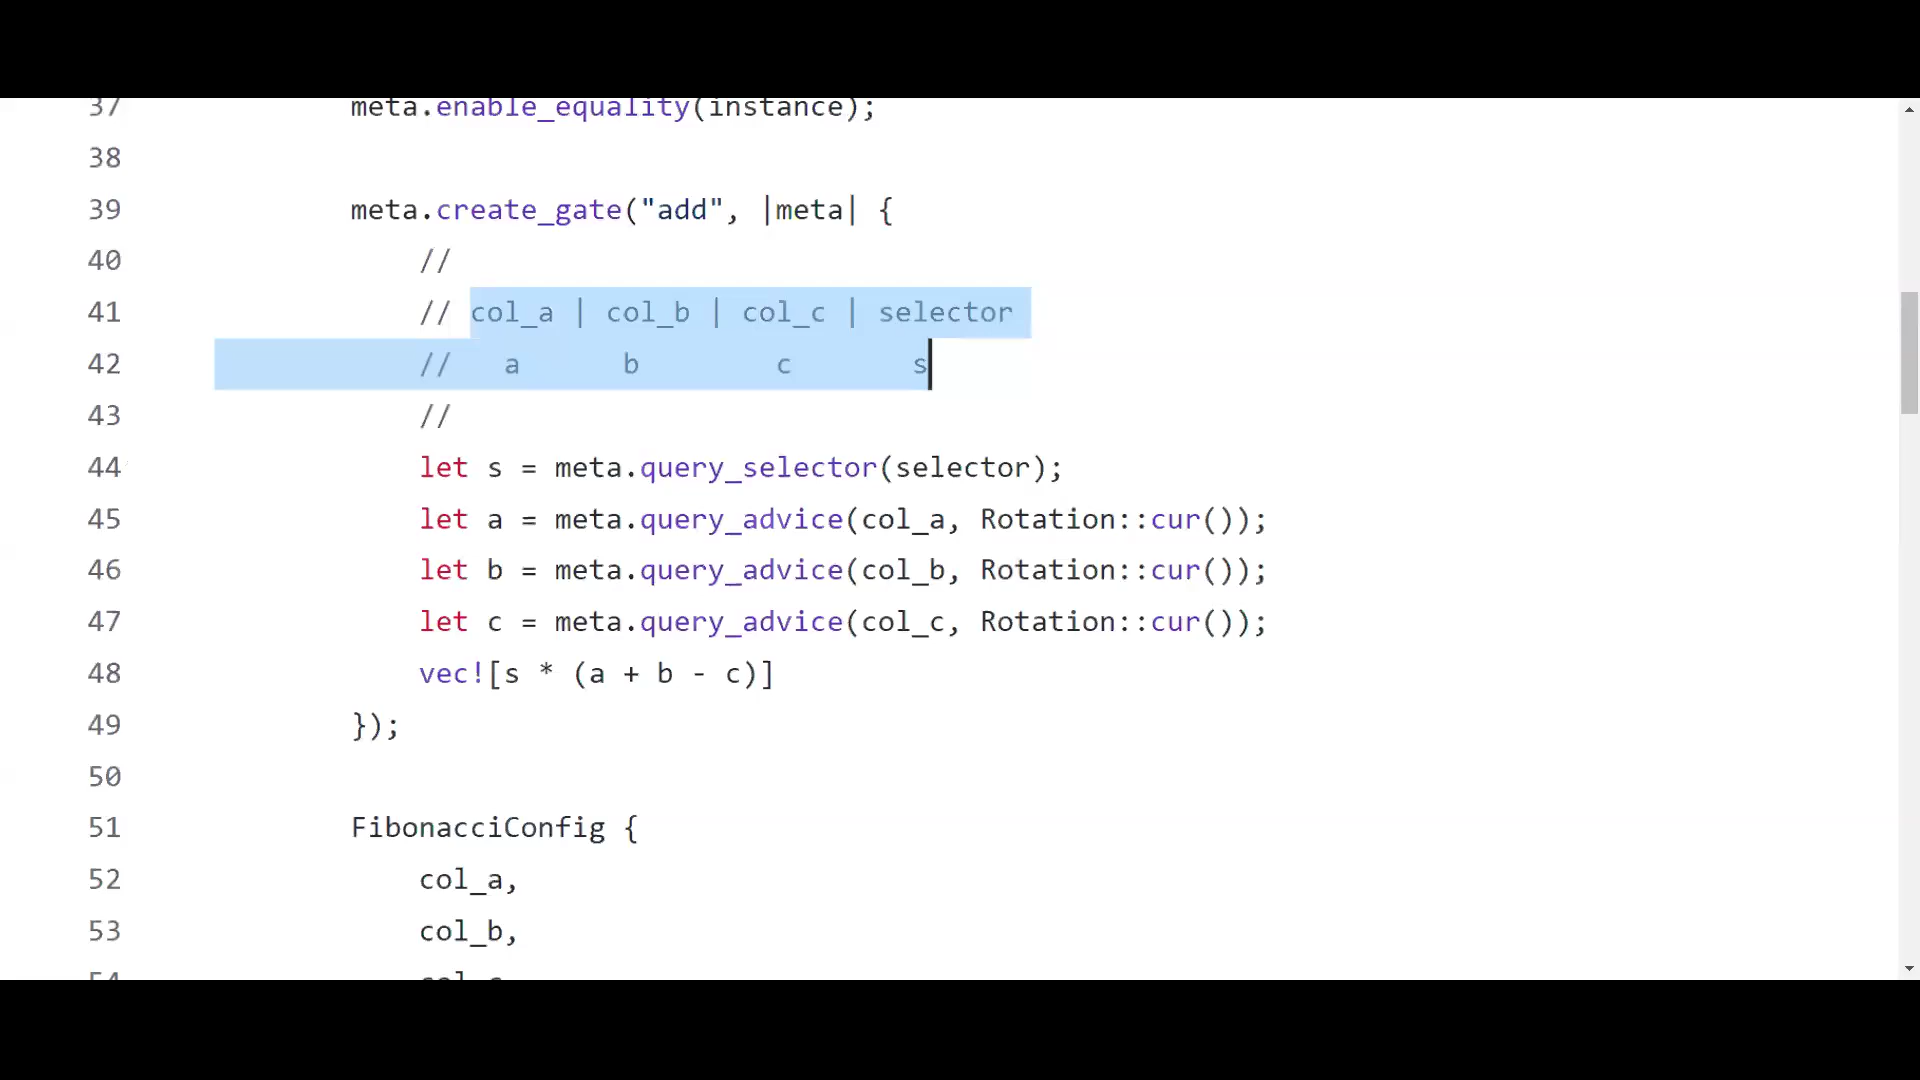 37 meta.enable_equality(instance);
38
39 meta.create_gate("add", |meta| {
40 //
41 // col_a | col_b | col_c | selector
42 // a b c s
43 //
44 let s = meta.query_selector(selector);
45 let a = meta.query_advice(col_a, Rotation::cur());
46 let b = meta.query_advice(col_b, Rotation::cur());
47 let c = meta.query_advice(col_c, Rotation::cur());
48 vec![s * (a + b - c)]
49 });
50
51 FibonacciConfig {
52 col_a,
53 col_b,